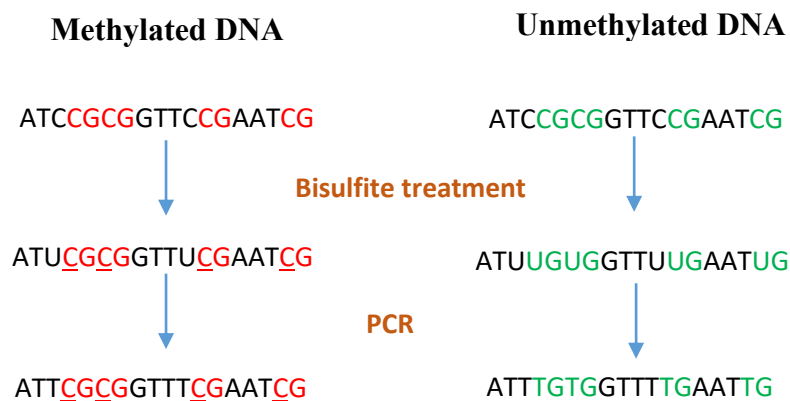 Methylated DNA
Unmethylated DNA
ATCCGCGGTTCCGAATCG
ATCCGCGGTTCCGAATCG
Bisulfite treatment
ATUCGCGGTTUCGAATCG
ATUUGUGGTTUUGAATUG
PCR
ATTCGCGGTTTCGAATCG
ATTTGTGGTTTTGAATTG